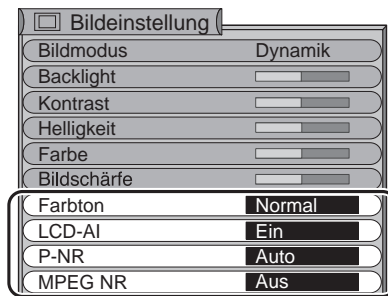 Bildeinstellung
Bildmodus Dynamik
Backlight
Kontrast
Helligkeit
Farbe
Bildschärfe
Farbton Normal
LCD-AI Ein
P-NR Auto
MPEG NR Aus